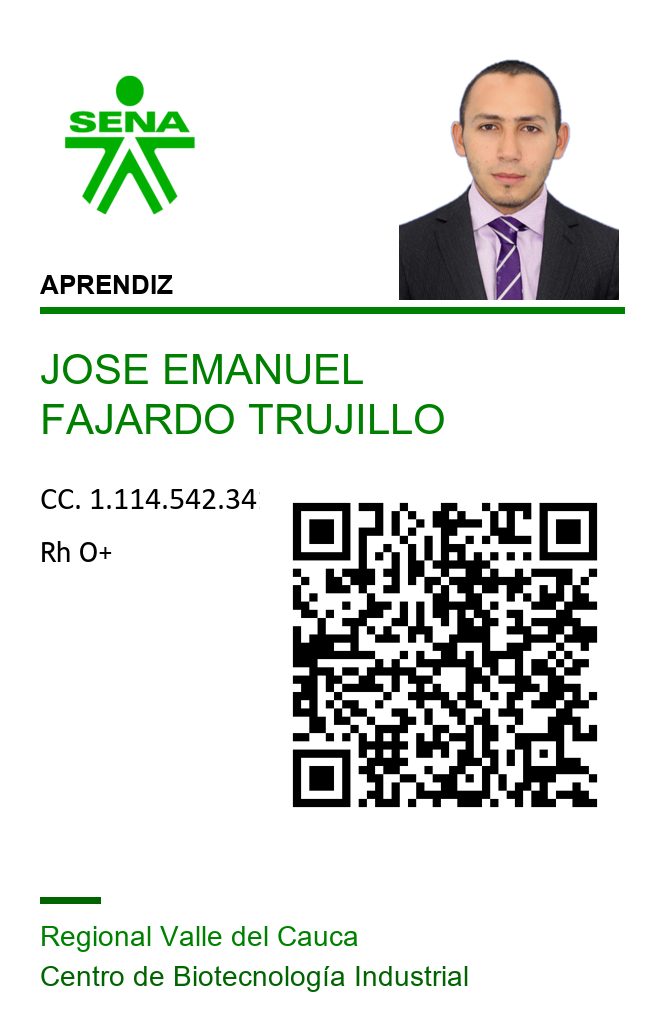 SENA
APRENDIZ
JOSE EMANUEL
FAJARDO TRUJILLO
CC. 1.114.542.34
Rh O+
Regional Valle del Cauca
Centro de Biotecnología Industrial